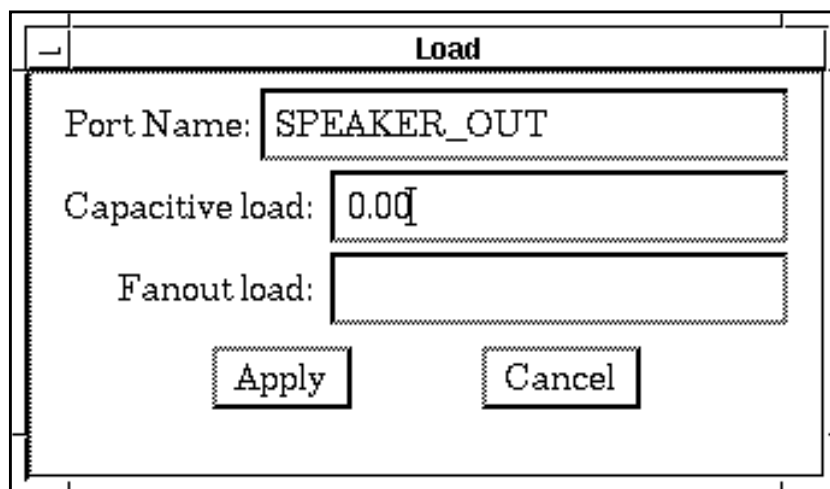 Load
Port Name: SPEAKER_OUT
Capacitive load: 0.00
Fanout load:
Apply Cancel